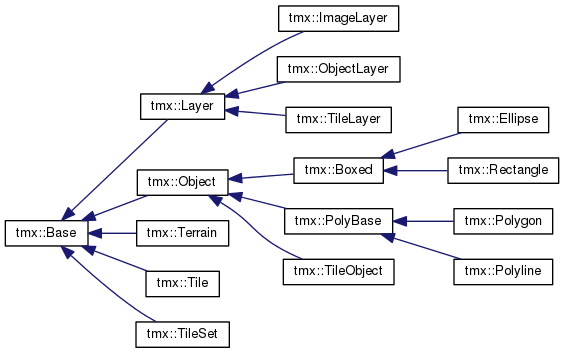 tmx::ImageLayer
tmx::ObjectLayer
tmx::Layer
tmx::TileLayer
tmx::Ellipse
tmx::Boxed
tmx::Rectangle
tmx::Object
tmx::PolyBase
tmx::Polygon
tmx::Base
tmx::Terrain
tmx::TileObject
tmx::Polyline
tmx::Tile
tmx::TileSet